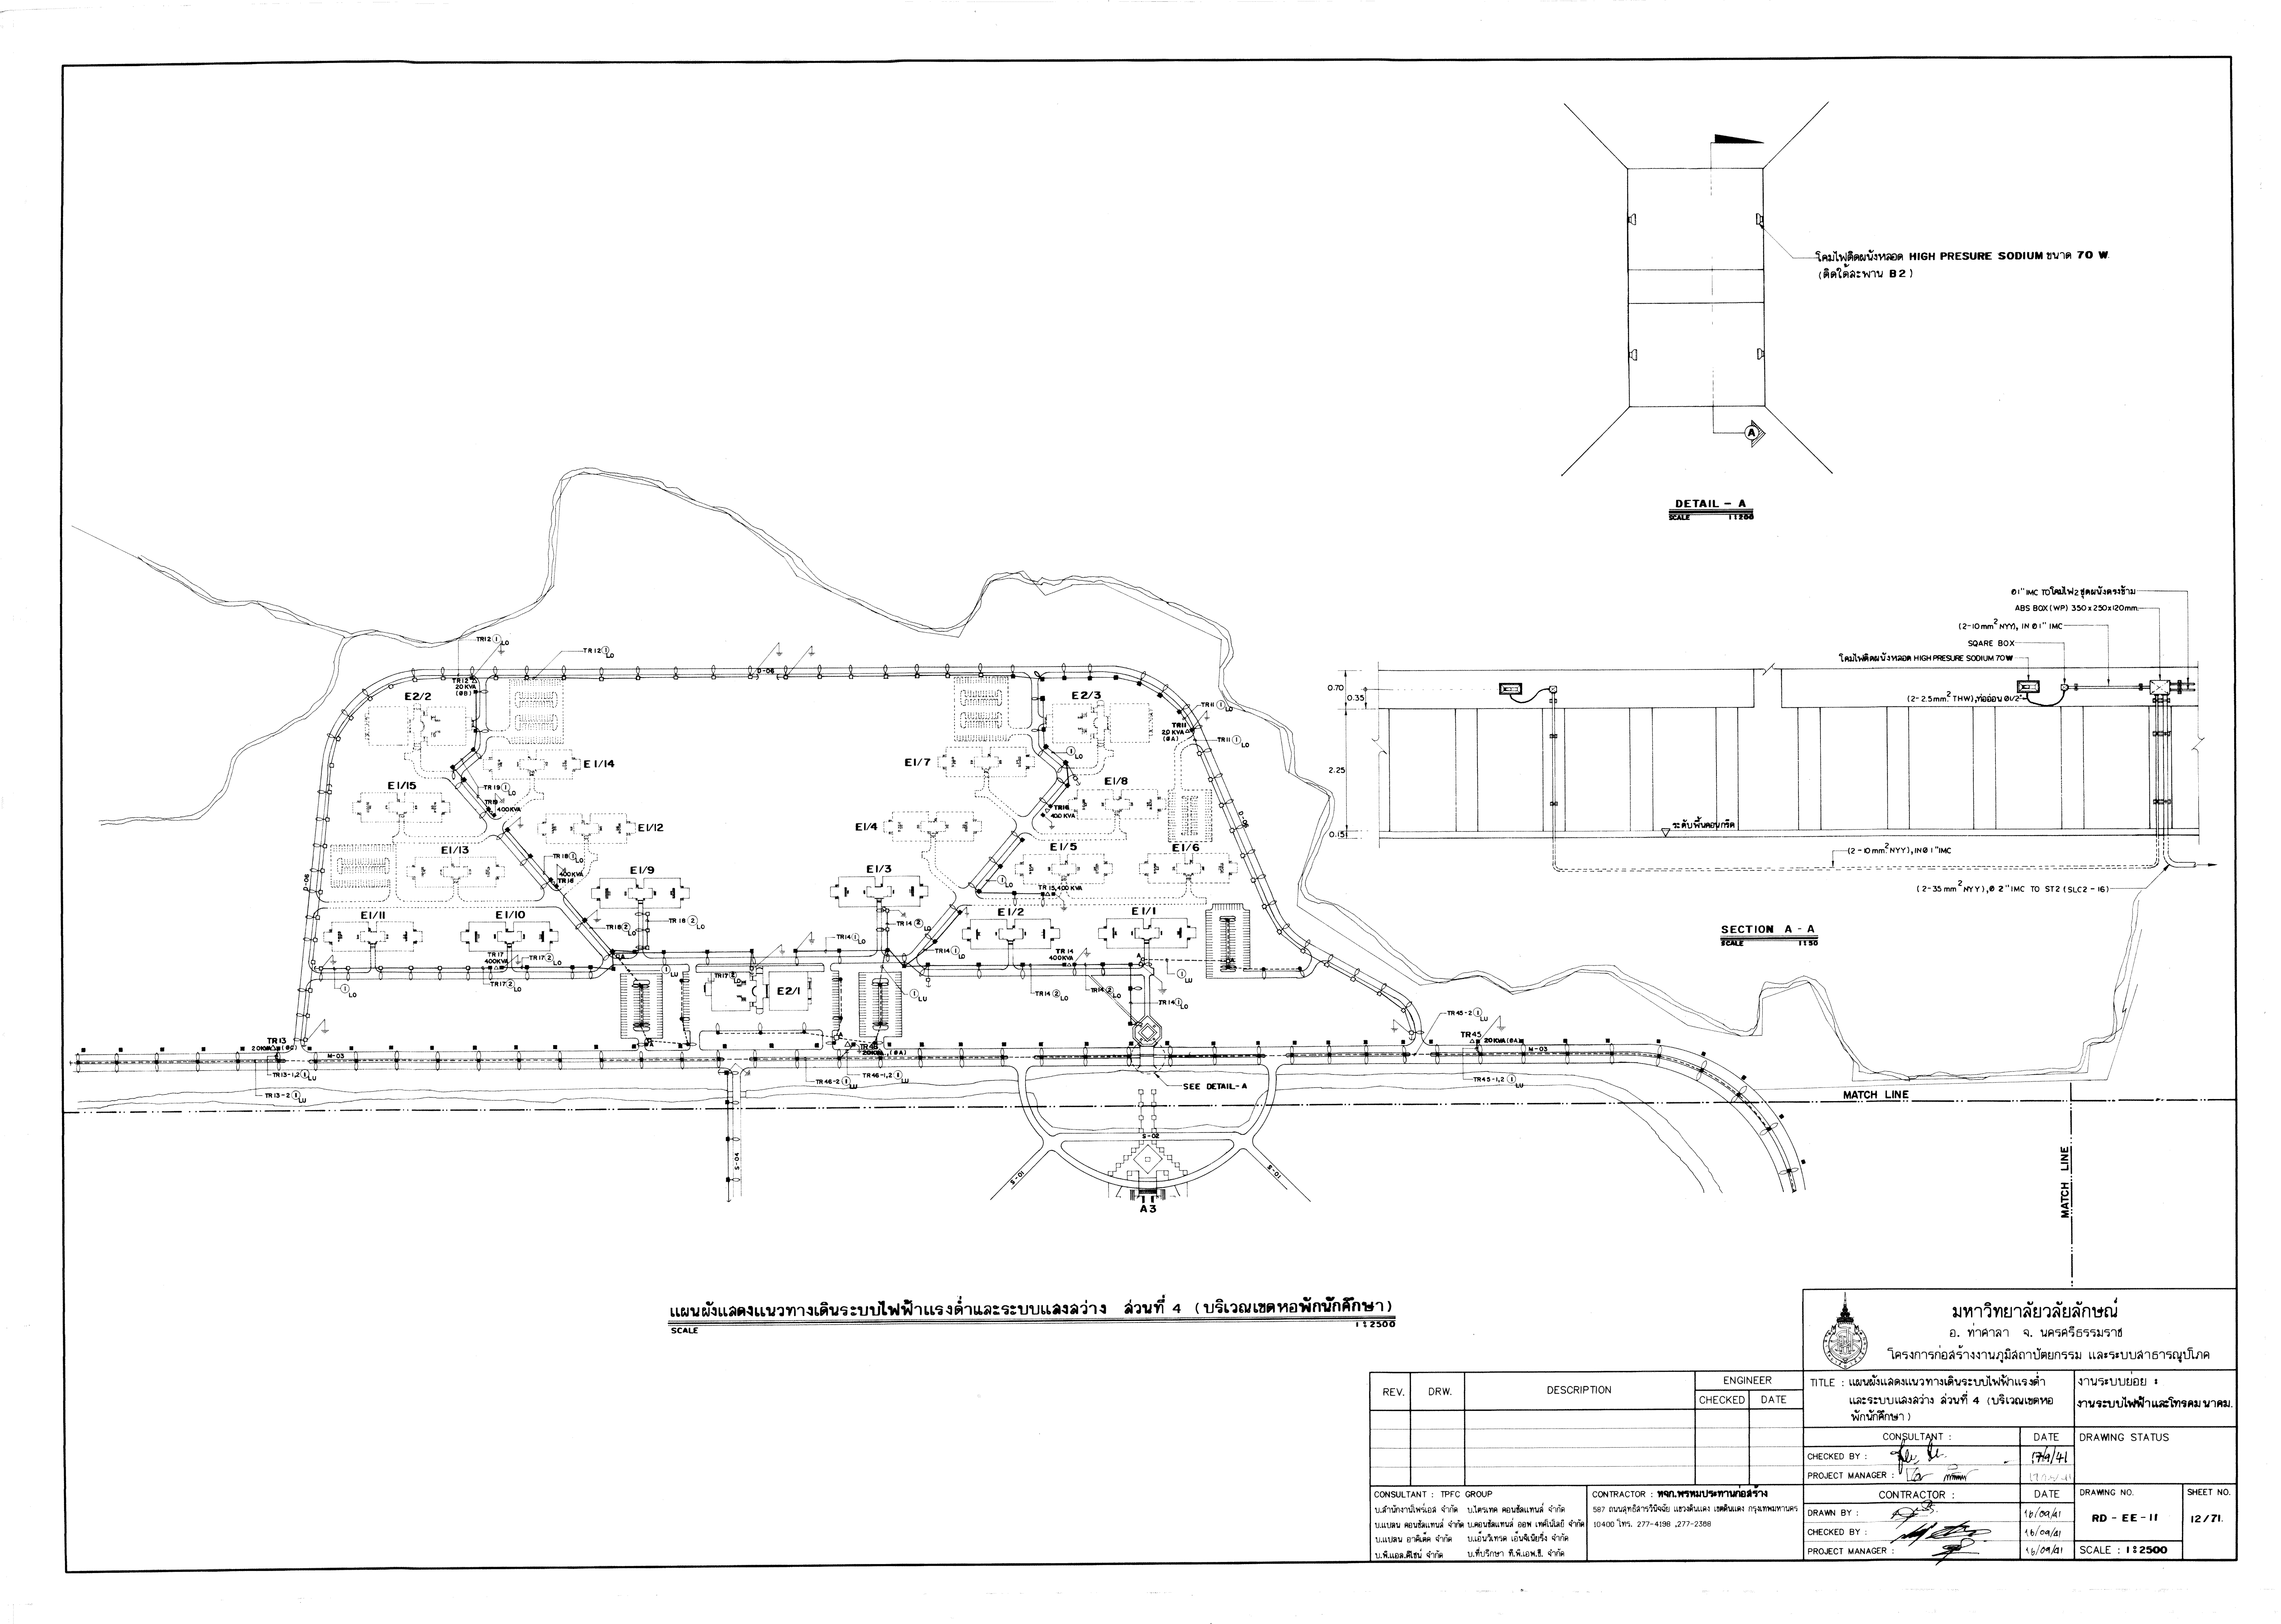 โคมไฟติดผนังหลอด HIGH PRESURE SODIUM ขนาด 70 W.
(ติดใต้สะพาน B2)
A
DETAIL - A
SCALE 1:200
Ø1" IMC TO โคมไฟ 2 ชุดผนังตรงข้าม
ABS BOX (WP) 350x250x120mm.
(2-10mm² NYY), IN Ø1" IMC
SQARE BOX
โคมไฟติดผนังหลอด HIGH PRESURE SODIUM 70W
(2-2.5mm² THW),ท่ออ่อน Ø1/2"
0.70
0.35
2.25
0.15
ระดับพื้นคอนกรีต
(2-10mm² NYY), IN Ø1" IMC
(2-35mm² NYY), Ø 2" IMC TO ST2 (SLC2-16)
SECTION A - A
SCALE 1:50
TR12 1 LO
TR12 1 LO
D-06
TR12
20KVA
(ØB)
E2/2
E2/3
TR11 1 LO
TR11
20 KVA
(ØA)
TR11 1 LO
E1/14
E1/7
1 LO
E1/15
E1/8
TR19 1 LO
TR19
400KVA
TR16
400 KVA
D-06
E1/12
E1/4
E1/13
E1/5
E1/6
TR18 1 LO
400KVA
D-06
E1/9
E1/3
1 LO
TR 15,400 KVA
E1/11
E1/10
E1/2
E1/1
TR18 2 LO
TR18 2 LO
TR14 2 LO
TR14 1 LO
TR14 1 LO
TR17
400KVA
TR17 2 LO
TR17 2 LO
A
TR14
400KVA
A
A
1 LO
1 LU
TR17 2 LO
E2/1
1 LU
TR14 2 LO
TR14 2 LO
TR14 1 LO
1 LU
TR45-2 1 LU
TR13
20KVA (ØC)
M-03
A
A
TR46
20KVA,(ØA)
TR45
20KVA (ØA)
M-03
TR13-1,2 1 LU
TR13-2 1 LU
TR46-2 1 LU
TR46-1,2 1 LU
SEE DETAIL-A
TR45-1,2 1 LU
MATCH LINE
MATCH LINE
S-04
S-02
S-01
S-01
A3
แผนผังแสดงแนวทางเดินระบบไฟฟ้าแรงต่ำและระบบแสงสว่าง ส่วนที่ 4 (บริเวณเขตหอพักนักศึกษา)
SCALE 1:2500
มหาวิทยาลัยวลัยลักษณ์
อ. ท่าศาลา จ. นครศรีธรรมราช
โครงการก่อสร้างงานภูมิสถาปัตยกรรม และระบบสาธารณูปโภค
REV. DRW. DESCRIPTION ENGINEER
CHECKED DATE
TITLE : แผนผังแสดงแนวทางเดินระบบไฟฟ้าแรงต่ำ
และระบบแสงสว่าง ส่วนที่ 4 (บริเวณเขตหอ
พักนักศึกษา)
งานระบบย่อย :
งานระบบไฟฟ้าและโทรคมนาคม.
CONSULTANT : DATE
DRAWING STATUS
CHECKED BY : 17/9/41
PROJECT MANAGER :
CONSULTANT : TPFC GROUP
บ.สำนักงานไพร์เอส จำกัด บ.ไตรเทค คอนซัลแทนส์ จำกัด
บ.แปลน คอนซัลแทนส์ จำกัด บ.คอนซัลแทนส์ ออฟ เทคโนโลยี จำกัด
บ.แปลน อาคิเต็ค จำกัด บ.เอ็นวิเทรด เอ็นจิเนียริ่ง จำกัด
บ.พี.แอล.ดีไซน์ จำกัด บ.ที่ปรึกษา ที.พี.เอฟ.ซี. จำกัด
CONTRACTOR : หจก.พรหมประทานก่อสร้าง
587 ถนนสุทธิสารวินิจฉัย แขวงดินแดง เขตดินแดง กรุงเทพมหานคร
10400 โทร. 277-4198 ,277-2368
CONTRACTOR : DATE
DRAWN BY : 16/09/41
CHECKED BY : 16/09/41
PROJECT MANAGER : 16/09/41
DRAWING NO.
RD - EE - 11
SHEET NO.
12/71.
SCALE : 1:2500